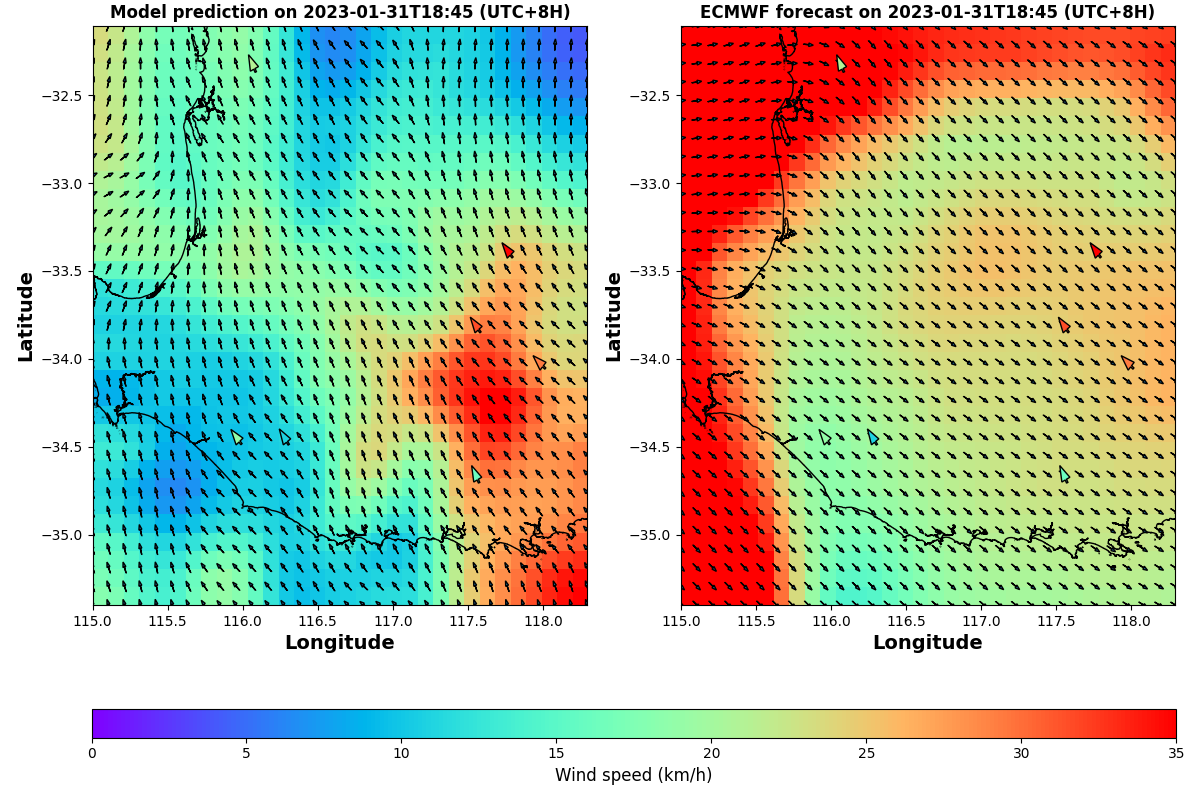 Model prediction on 2023-01-31T18:45 (UTC+8H)
ECMWF forecast on 2023-01-31T18:45 (UTC+8H)
−32.5
−33.0
−33.5
−34.0
−34.5
−35.0
Latitude
115.0 115.5 116.0 116.5 117.0 117.5 118.0
Longitude
−32.5
−33.0
−33.5
−34.0
−34.5
−35.0
Latitude
115.0 115.5 116.0 116.5 117.0 117.5 118.0
Longitude
0 5 10 15 20 25 30 35
Wind speed (km/h)